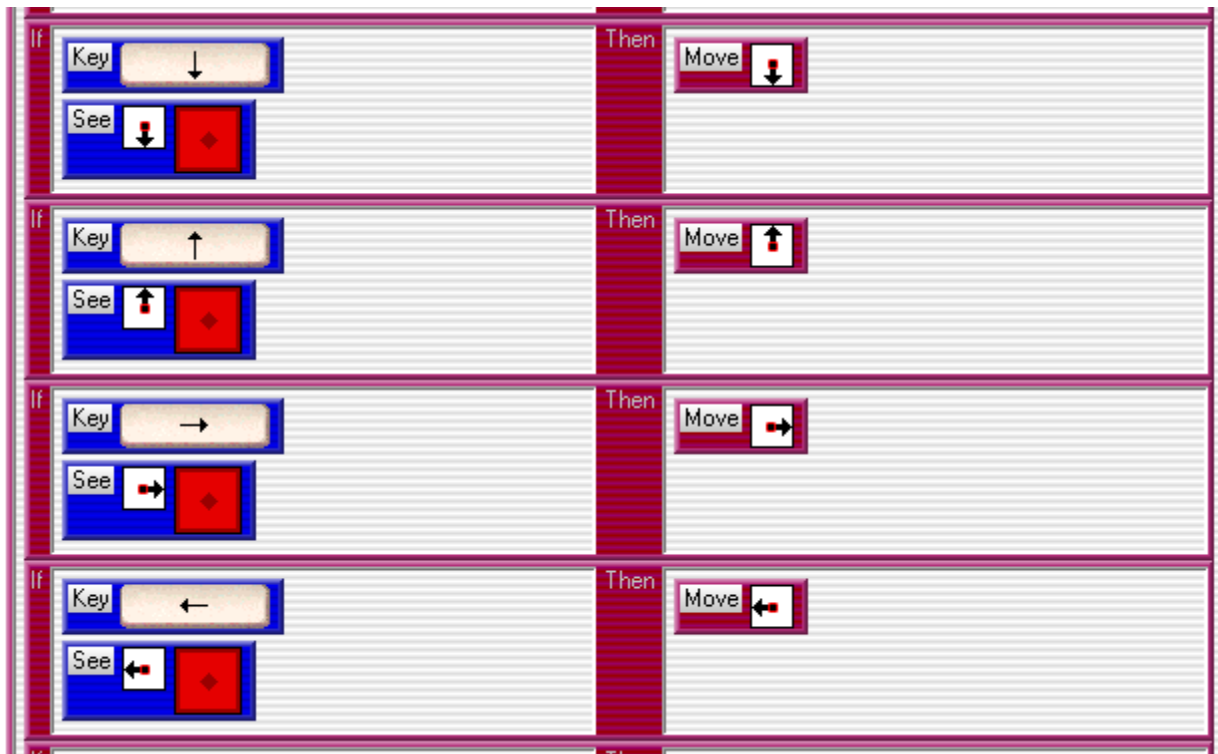 If Key ↓ Then Move
See
If Key ↑ Then Move
See
If Key → Then Move
See
If Key ← Then Move
See